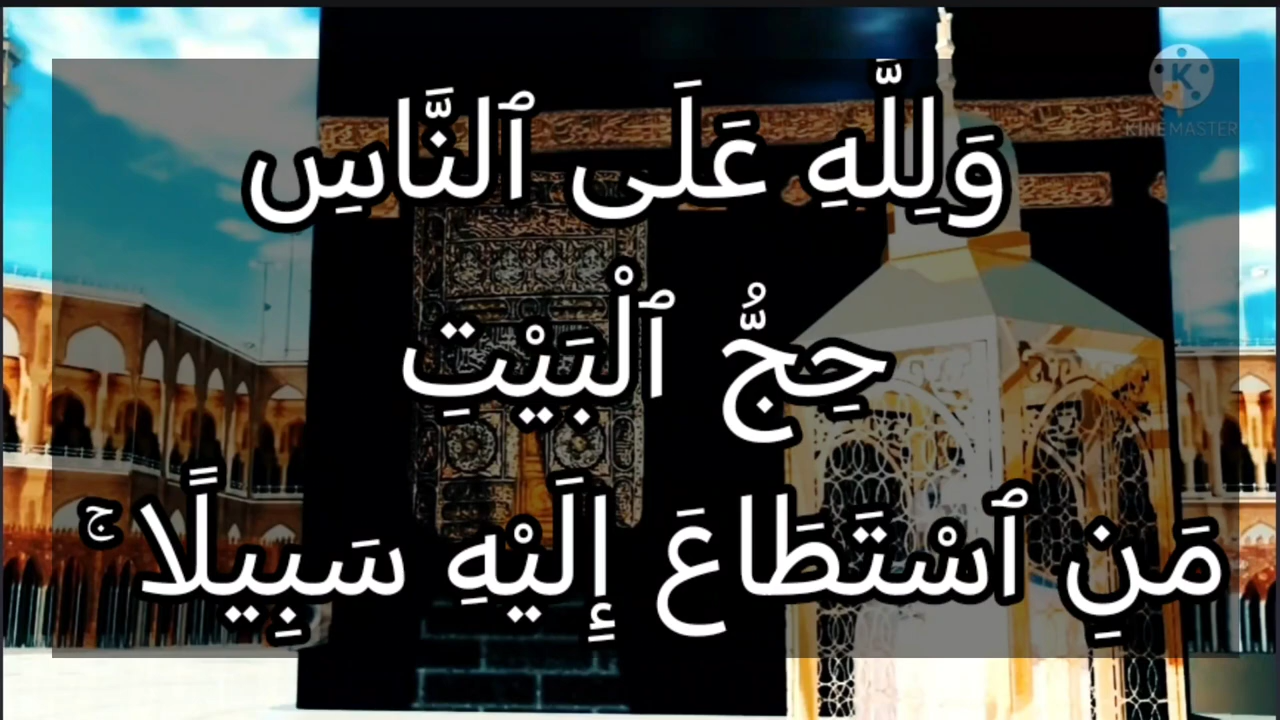 وَلِلَّهِ عَلَى ٱلنَّاسِ
حِجُّ ٱلْبَيْتِ
مَنِ ٱسْتَطَاعَ إِلَيْهِ سَبِيلًا ۚ
KINEMASTER